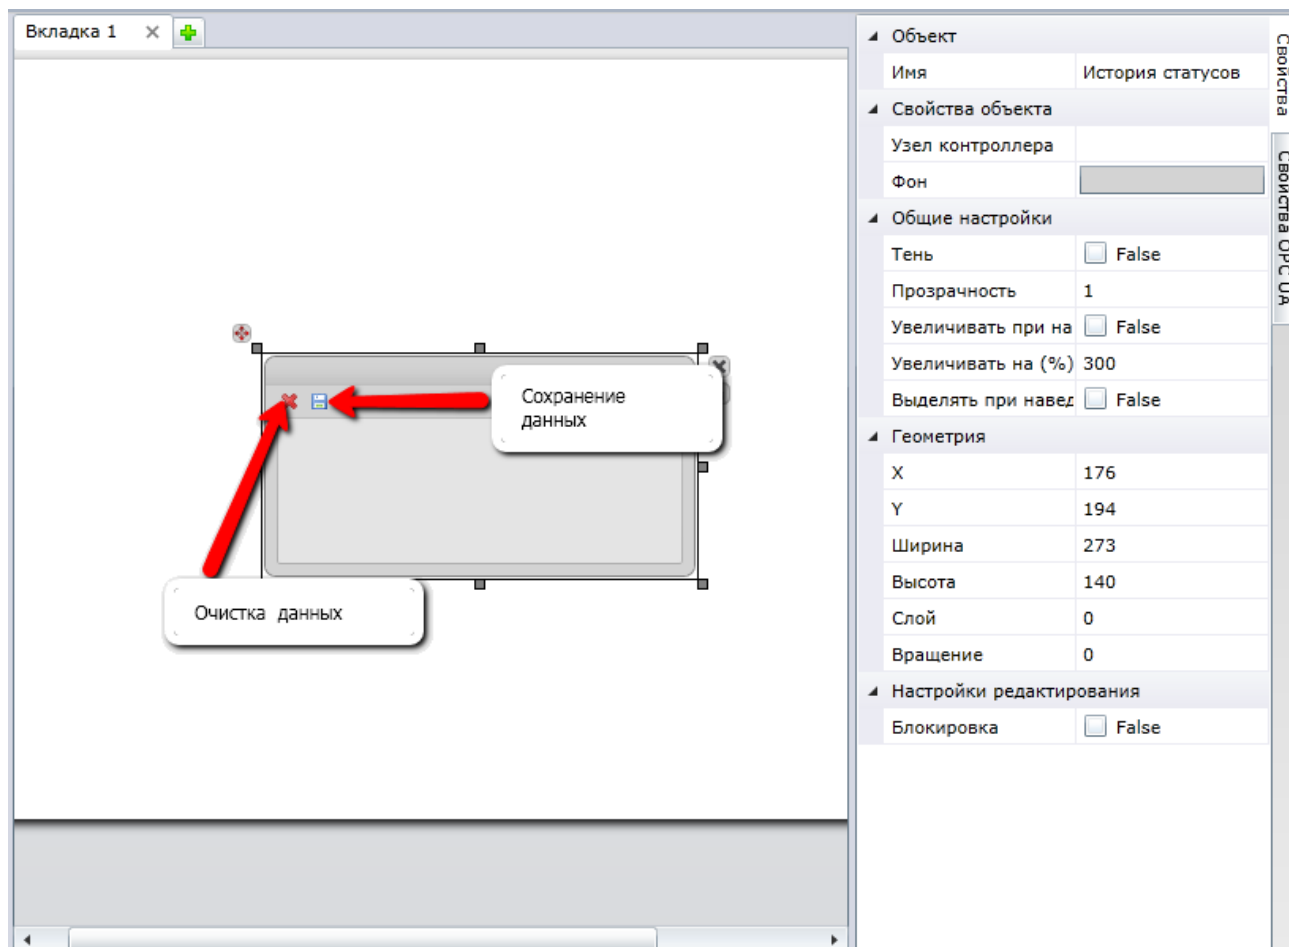 Вкладка 1
Сохранение
данных
Очистка данных
Объект
Имя История статусов
Свойства объекта
Узел контроллера
Фон
Общие настройки
Тень False
Прозрачность 1
Увеличивать при на False
Увеличивать на (%) 300
Выделять при навед False
Геометрия
X 176
Y 194
Ширина 273
Высота 140
Слой 0
Вращение 0
Настройки редактирования
Блокировка False
Свойства
Свойства OPC UA